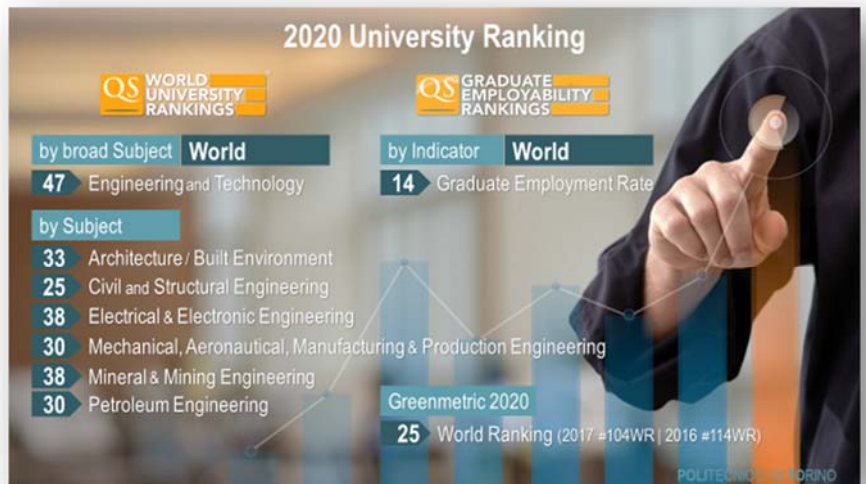 2020 University Ranking
QS WORLD
UNIVERSITY
RANKINGS
by broad Subject World
47 Engineering and Technology
by Subject
33 Architecture / Built Environment
25 Civil and Structural Engineering
38 Electrical & Electronic Engineering
30 Mechanical, Aeronautical, Manufacturing & Production Engineering
38 Mineral & Mining Engineering
30 Petroleum Engineering
QS GRADUATE
EMPLOYABILITY
RANKINGS
by Indicator World
14 Graduate Employment Rate
Greenmetric 2020
25 World Ranking (2017 #104WR | 2016 #114WR)
POLITECNICO DI TORINO